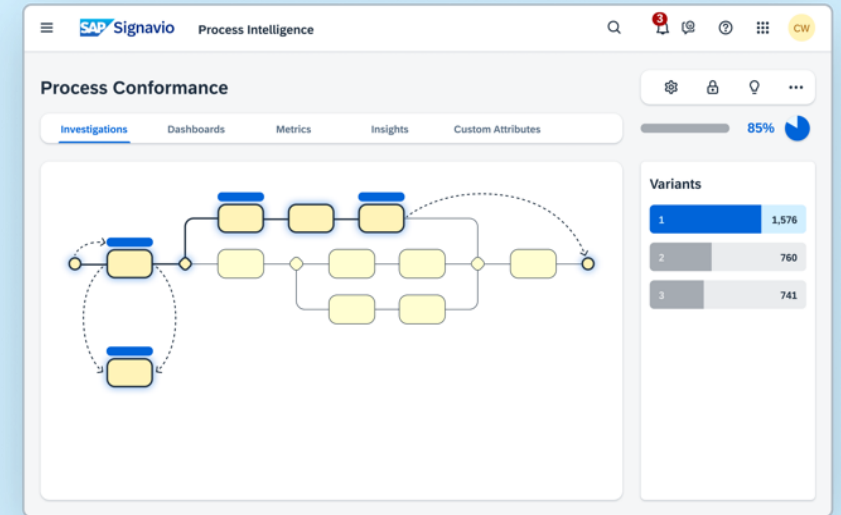 SAP Signavio Process Intelligence 3 CW
Process Conformance
Investigations Dashboards Metrics Insights Custom Attributes
85%
Variants
1 1,576
2 760
3 741